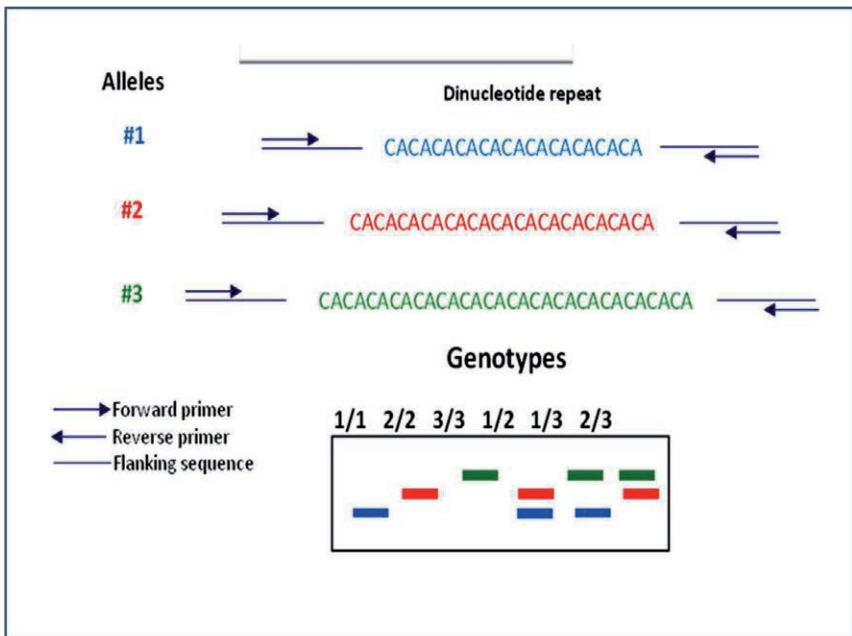 Alleles
Dinucleotide repeat
#1
CACACACACACACACACACACA
#2
CACACACACACACACACACACACACA
#3
CACACACACACACACACACACACACACACACA
Genotypes
Forward primer
Reverse primer
Flanking sequence
1/1 2/2 3/3 1/2 1/3 2/3